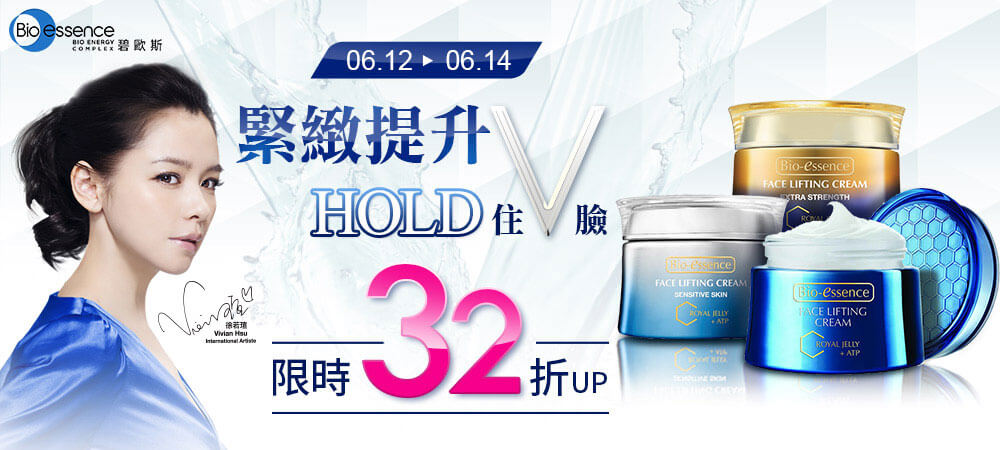 Bio essence
BIO ENERGY
COMPLEX 碧歐斯
06.12 ▸ 06.14
緊緻提升
HOLD住V臉
限時32折UP
徐若瑄
Vivian Hsu
International Artiste
Bio-essence
FACE LIFTING CREAM
EXTRA STRENGTH
ROYAL JELLY
Bio-essence
FACE LIFTING CREAM
SENSITIVE SKIN
ROYAL JELLY
+ ATP
Bio-essence
FACE LIFTING
CREAM
ROYAL JELLY
+ ATP